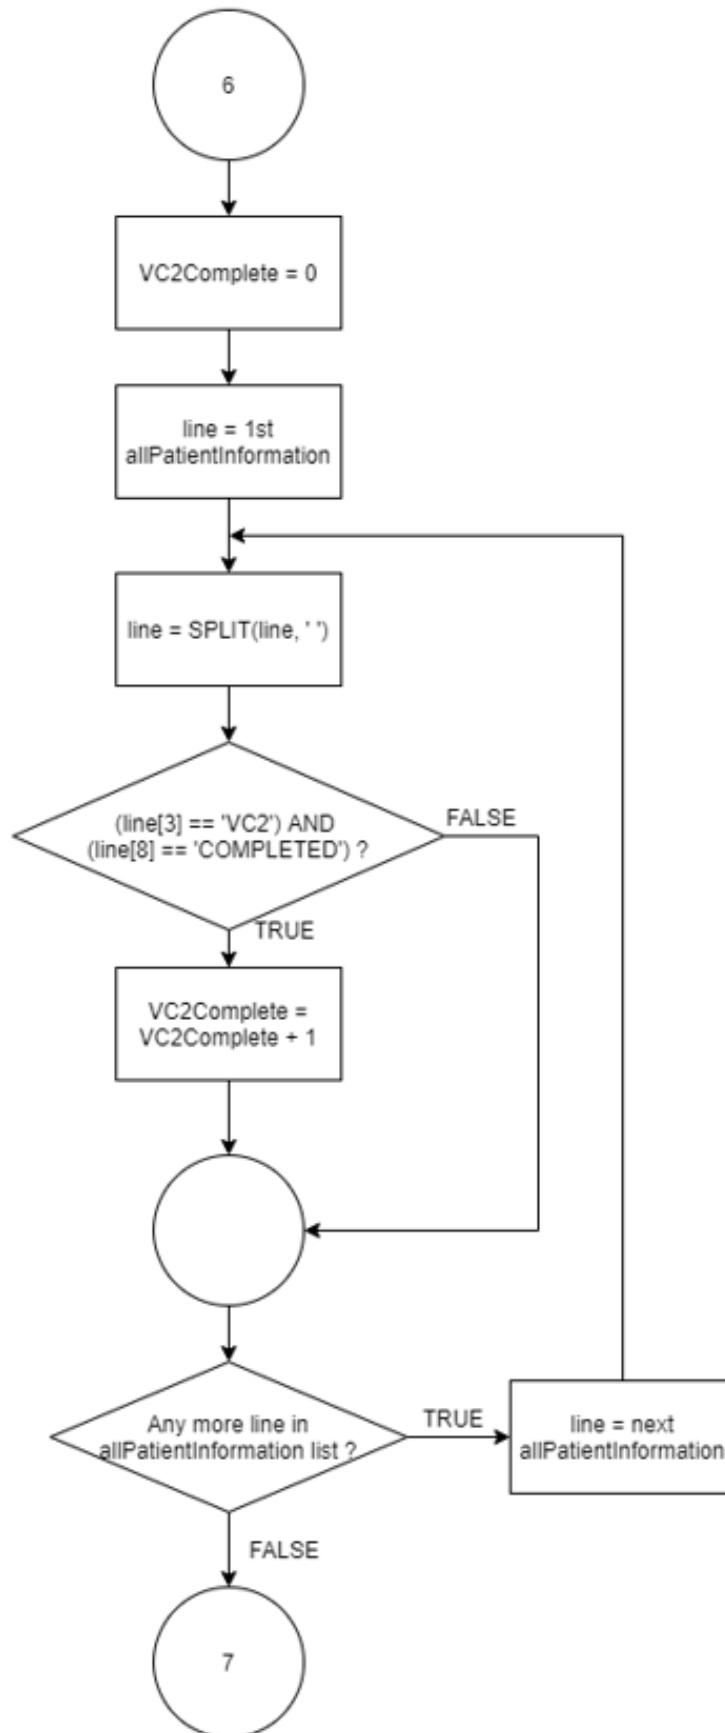 6
VC2Complete = 0
line = 1st
allPatientInformation
line = SPLIT(line, ' ')
(line[3] == 'VC2') AND
(line[8] == 'COMPLETED') ?
FALSE
TRUE
VC2Complete =
VC2Complete + 1
Any more line in
allPatientInformation list ?
TRUE
line = next
allPatientInformation
FALSE
7